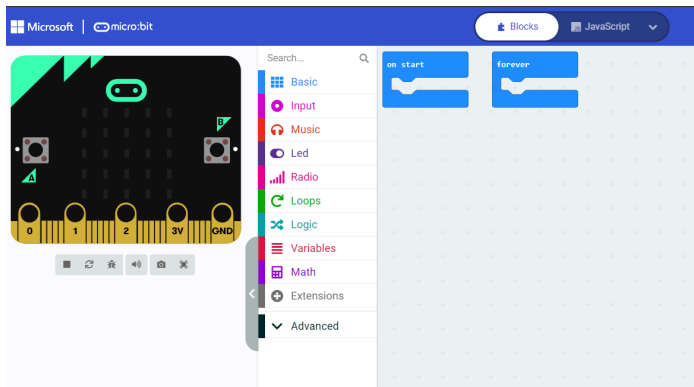 Microsoft | micro:bit
Blocks
JavaScript
A
B
0 1 2 3V GND
Search...
Basic
Input
Music
Led
Radio
Loops
Logic
Variables
Math
Extensions
Advanced
on start
forever